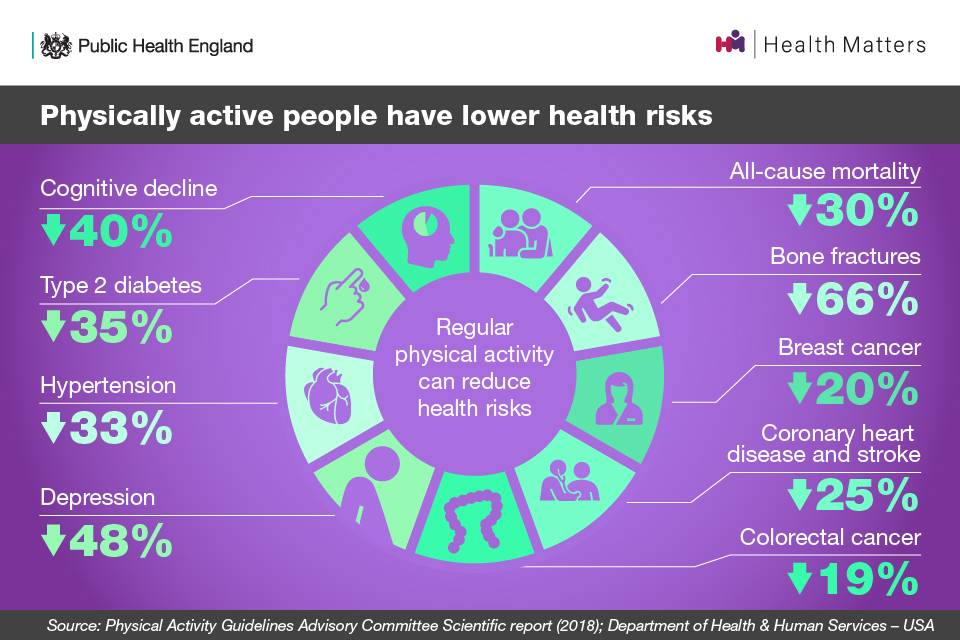 Public Health England
Health Matters
Physically active people have lower health risks
Cognitive decline
40%
Type 2 diabetes
35%
Hypertension
33%
Depression
48%
Regular
physical activity
can reduce
health risks
All-cause mortality
30%
Bone fractures
66%
Breast cancer
20%
Coronary heart
disease and stroke
25%
Colorectal cancer
19%
Source: Physical Activity Guidelines Advisory Committee Scientific report (2018); Department of Health & Human Services – USA